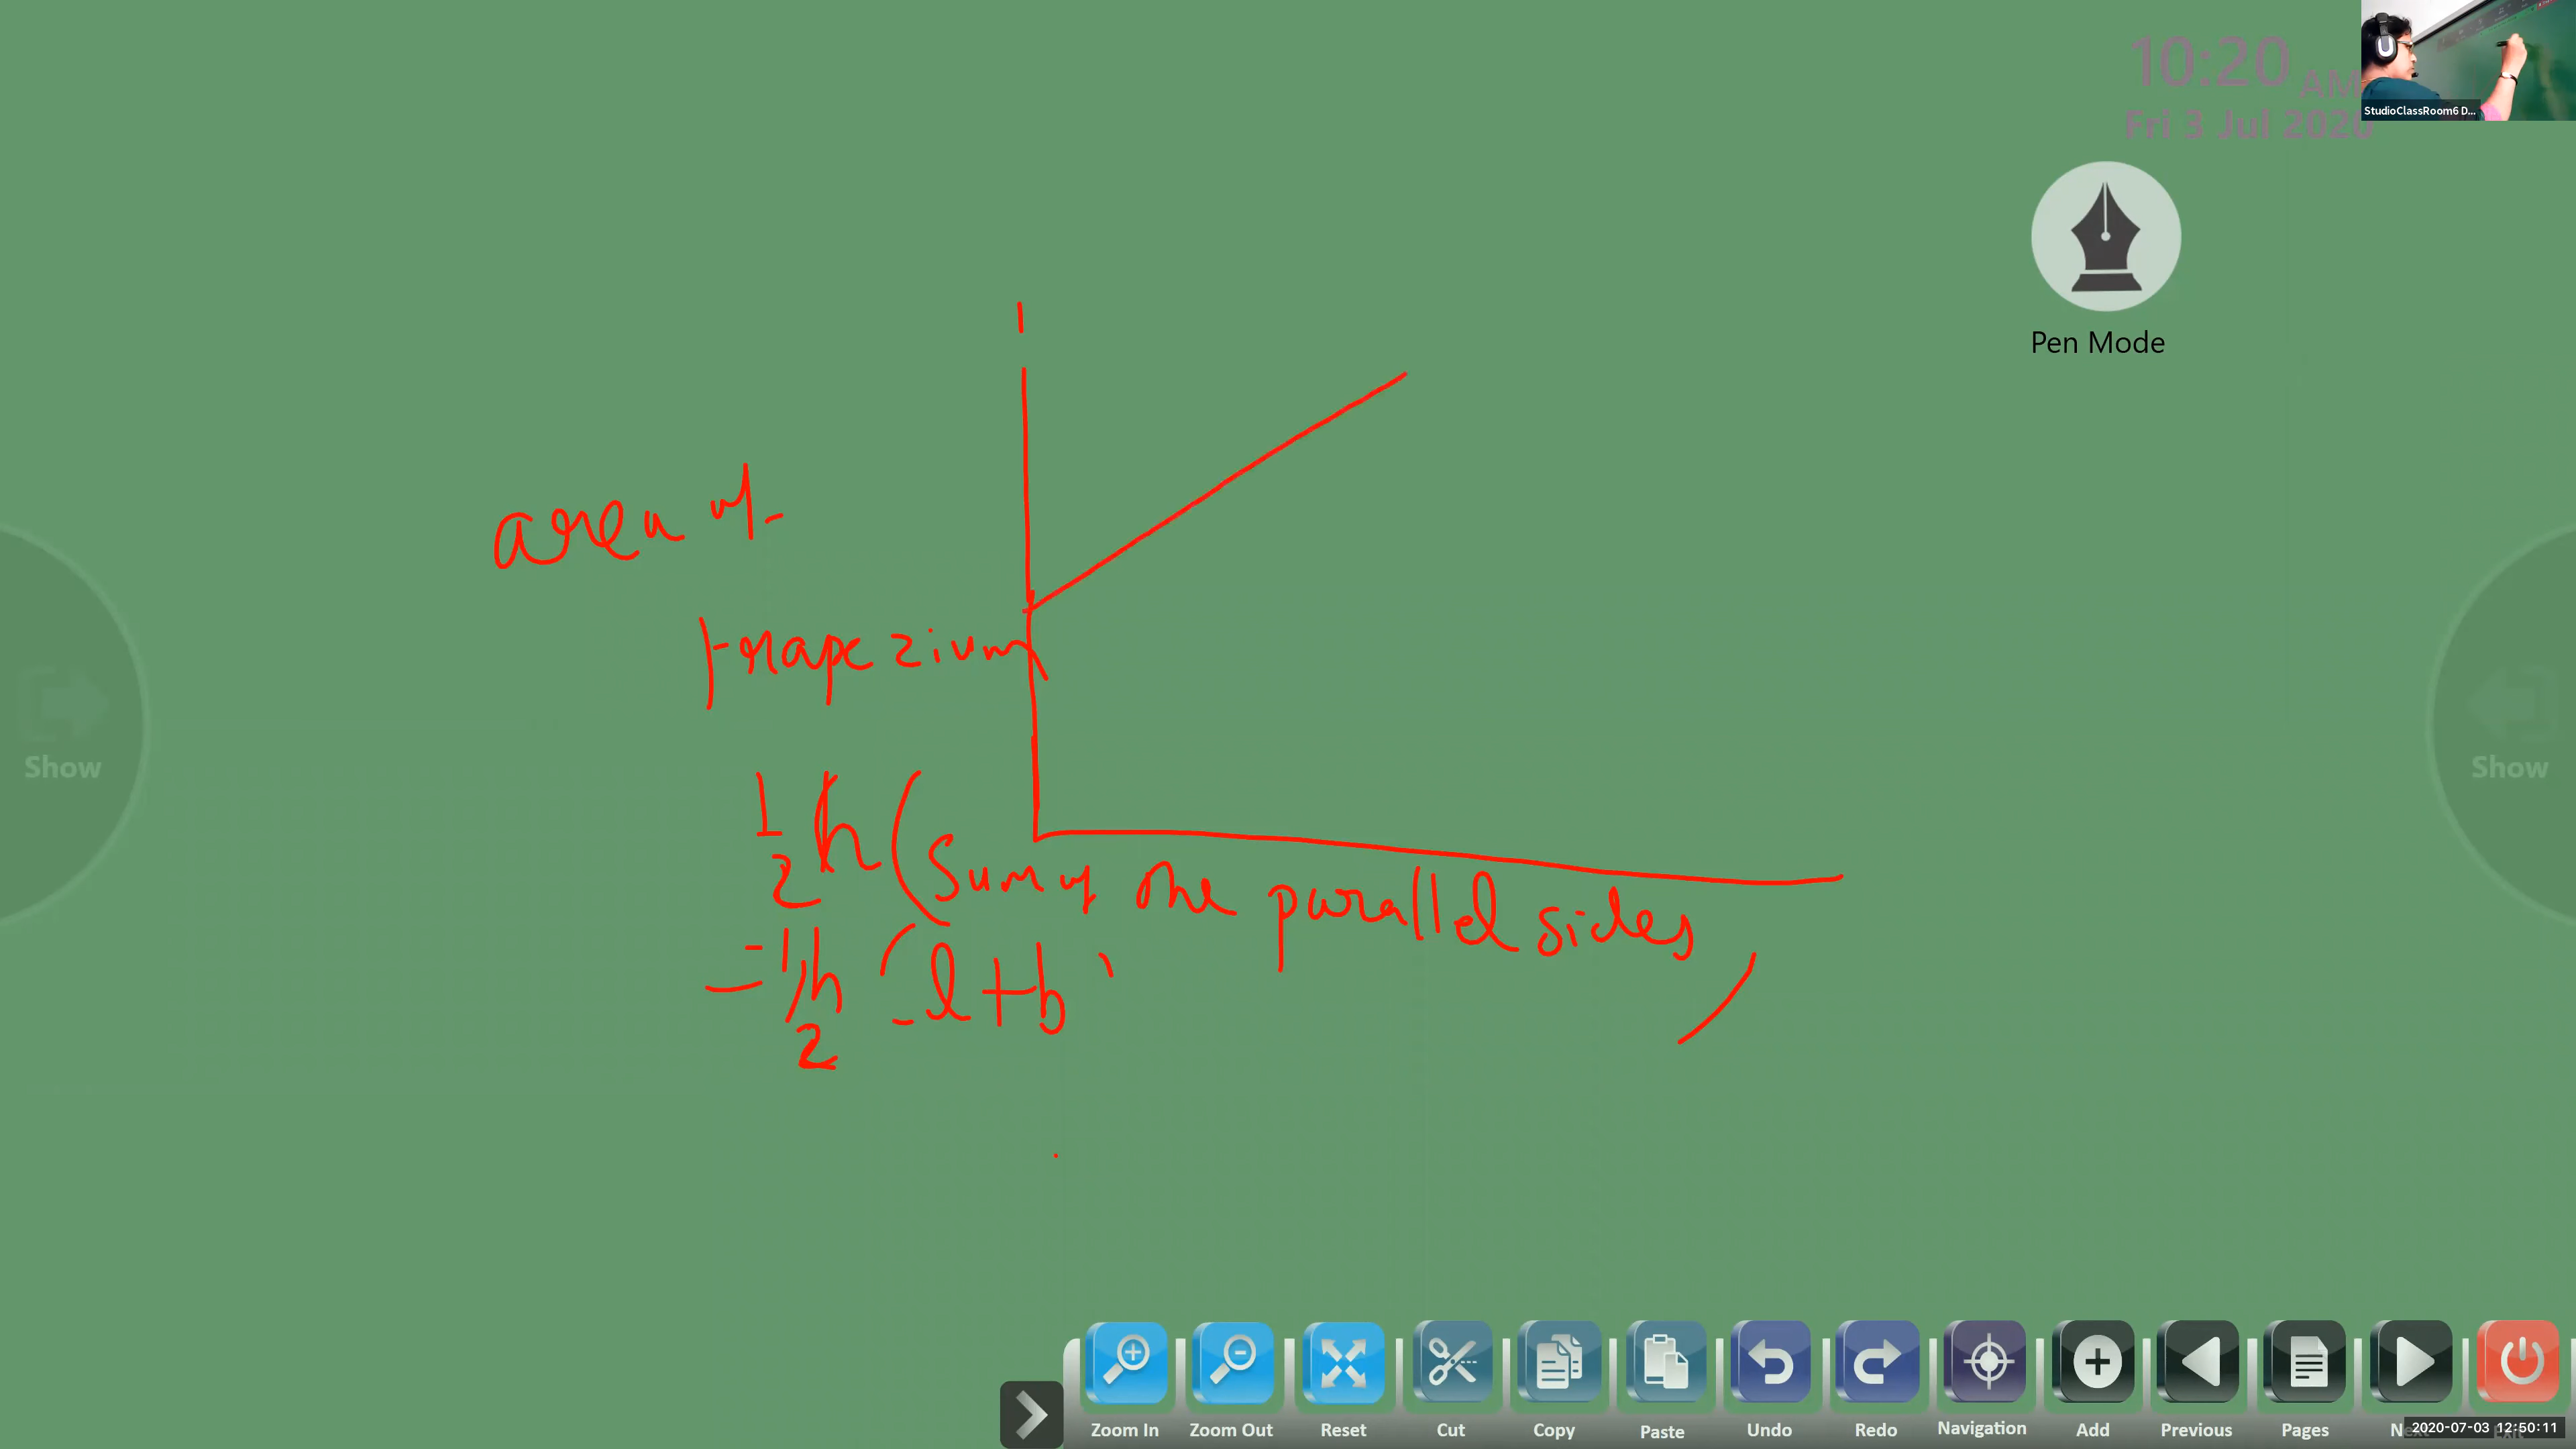 10:20 AM
Fri 3 Jul 2020
StudioClassRoom6 D...
Pen Mode
area of
trapezium
1/2 h (Sum of the parallel sides)
= 1/2 h (l+b)
Show
Show
Zoom In Zoom Out Reset Cut Copy Paste Undo Redo Navigation Add Previous Pages
2020-07-03 12:50:11